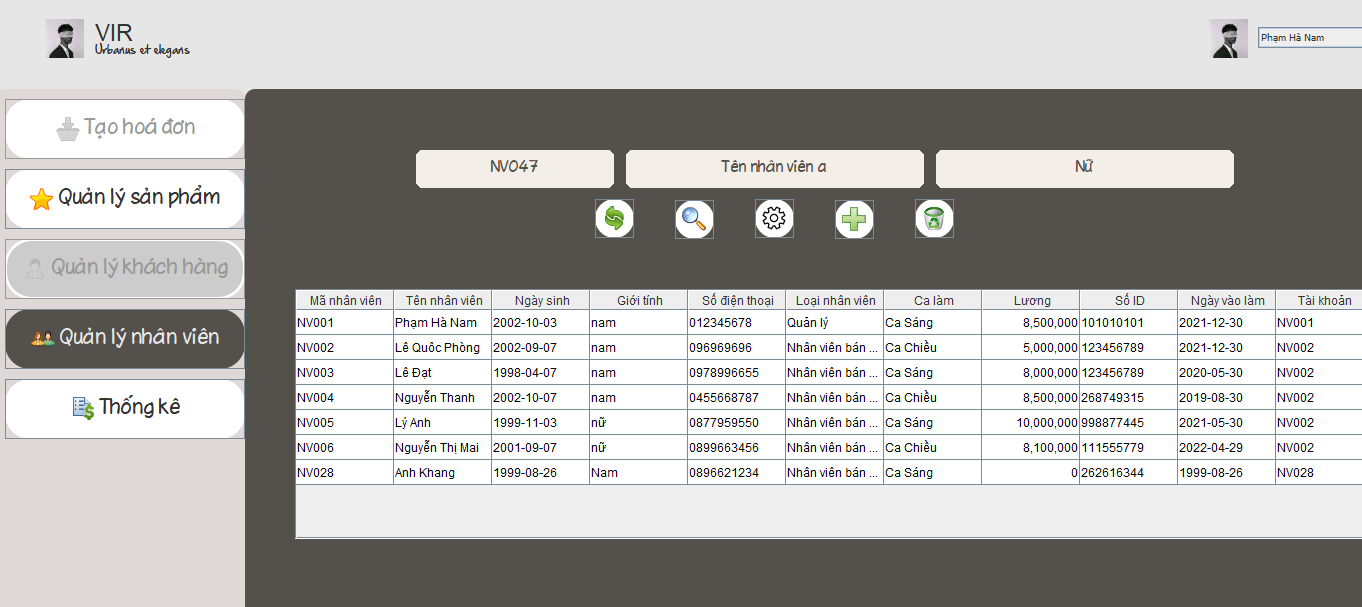 VIR
Urbanus et elegans
Phạm Hà Nam
Tạo hoá đơn
Quản lý sản phẩm
Quản lý khách hàng
Quản lý nhân viên
Thống kê
NV047 Tên nhân viên a Nữ
Mã nhân viên Tên nhân viên Ngày sinh Giới tính Số điện thoại Loại nhân viên Ca làm Lương Số ID Ngày vào làm Tài khoản
NV001 Phạm Hà Nam 2002-10-03 nam 012345678 Quản lý Ca Sáng 8,500,000 101010101 2021-12-30 NV001
NV002 Lê Quôc Phòng 2002-09-07 nam 096969696 Nhân viên bán ... Ca Chiều 5,000,000 123456789 2021-12-30 NV002
NV003 Lê Đạt 1998-04-07 nam 0978996655 Nhân viên bán ... Ca Sáng 8,000,000 123456789 2020-05-30 NV002
NV004 Nguyễn Thanh 2002-10-07 nam 0455668787 Nhân viên bán ... Ca Chiều 8,500,000 268749315 2019-08-30 NV002
NV005 Lý Anh 1999-11-03 nữ 0877959550 Nhân viên bán ... Ca Sáng 10,000,000 998877445 2021-05-30 NV002
NV006 Nguyễn Thị Mai 2001-09-07 nữ 0899663456 Nhân viên bán ... Ca Chiều 8,100,000 111555779 2022-04-29 NV002
NV028 Anh Khang 1999-08-26 Nam 0896621234 Nhân viên bán ... Ca Sáng 0 262616344 1999-08-26 NV028